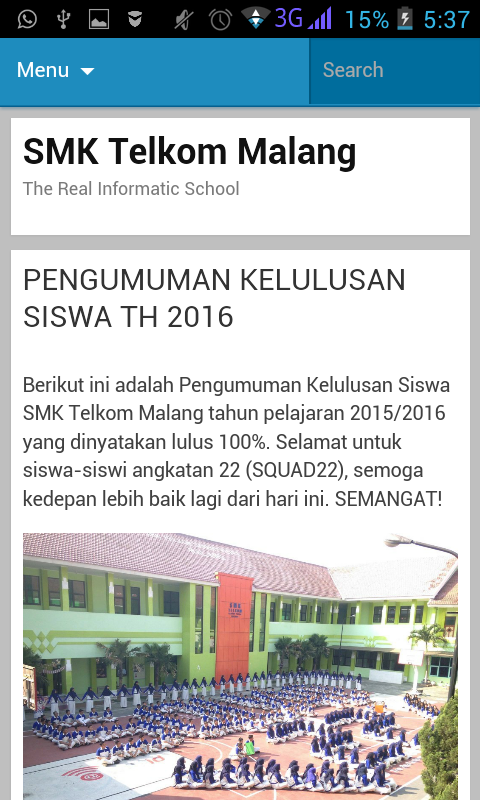 3G 15% 5:37
Menu Search
SMK Telkom Malang
The Real Informatic School
PENGUMUMAN KELULUSAN
SISWA TH 2016
Berikut ini adalah Pengumuman Kelulusan Siswa
SMK Telkom Malang tahun pelajaran 2015/2016
yang dinyatakan lulus 100%. Selamat untuk
siswa-siswi angkatan 22 (SQUAD22), semoga
kedepan lebih baik lagi dari hari ini. SEMANGAT!